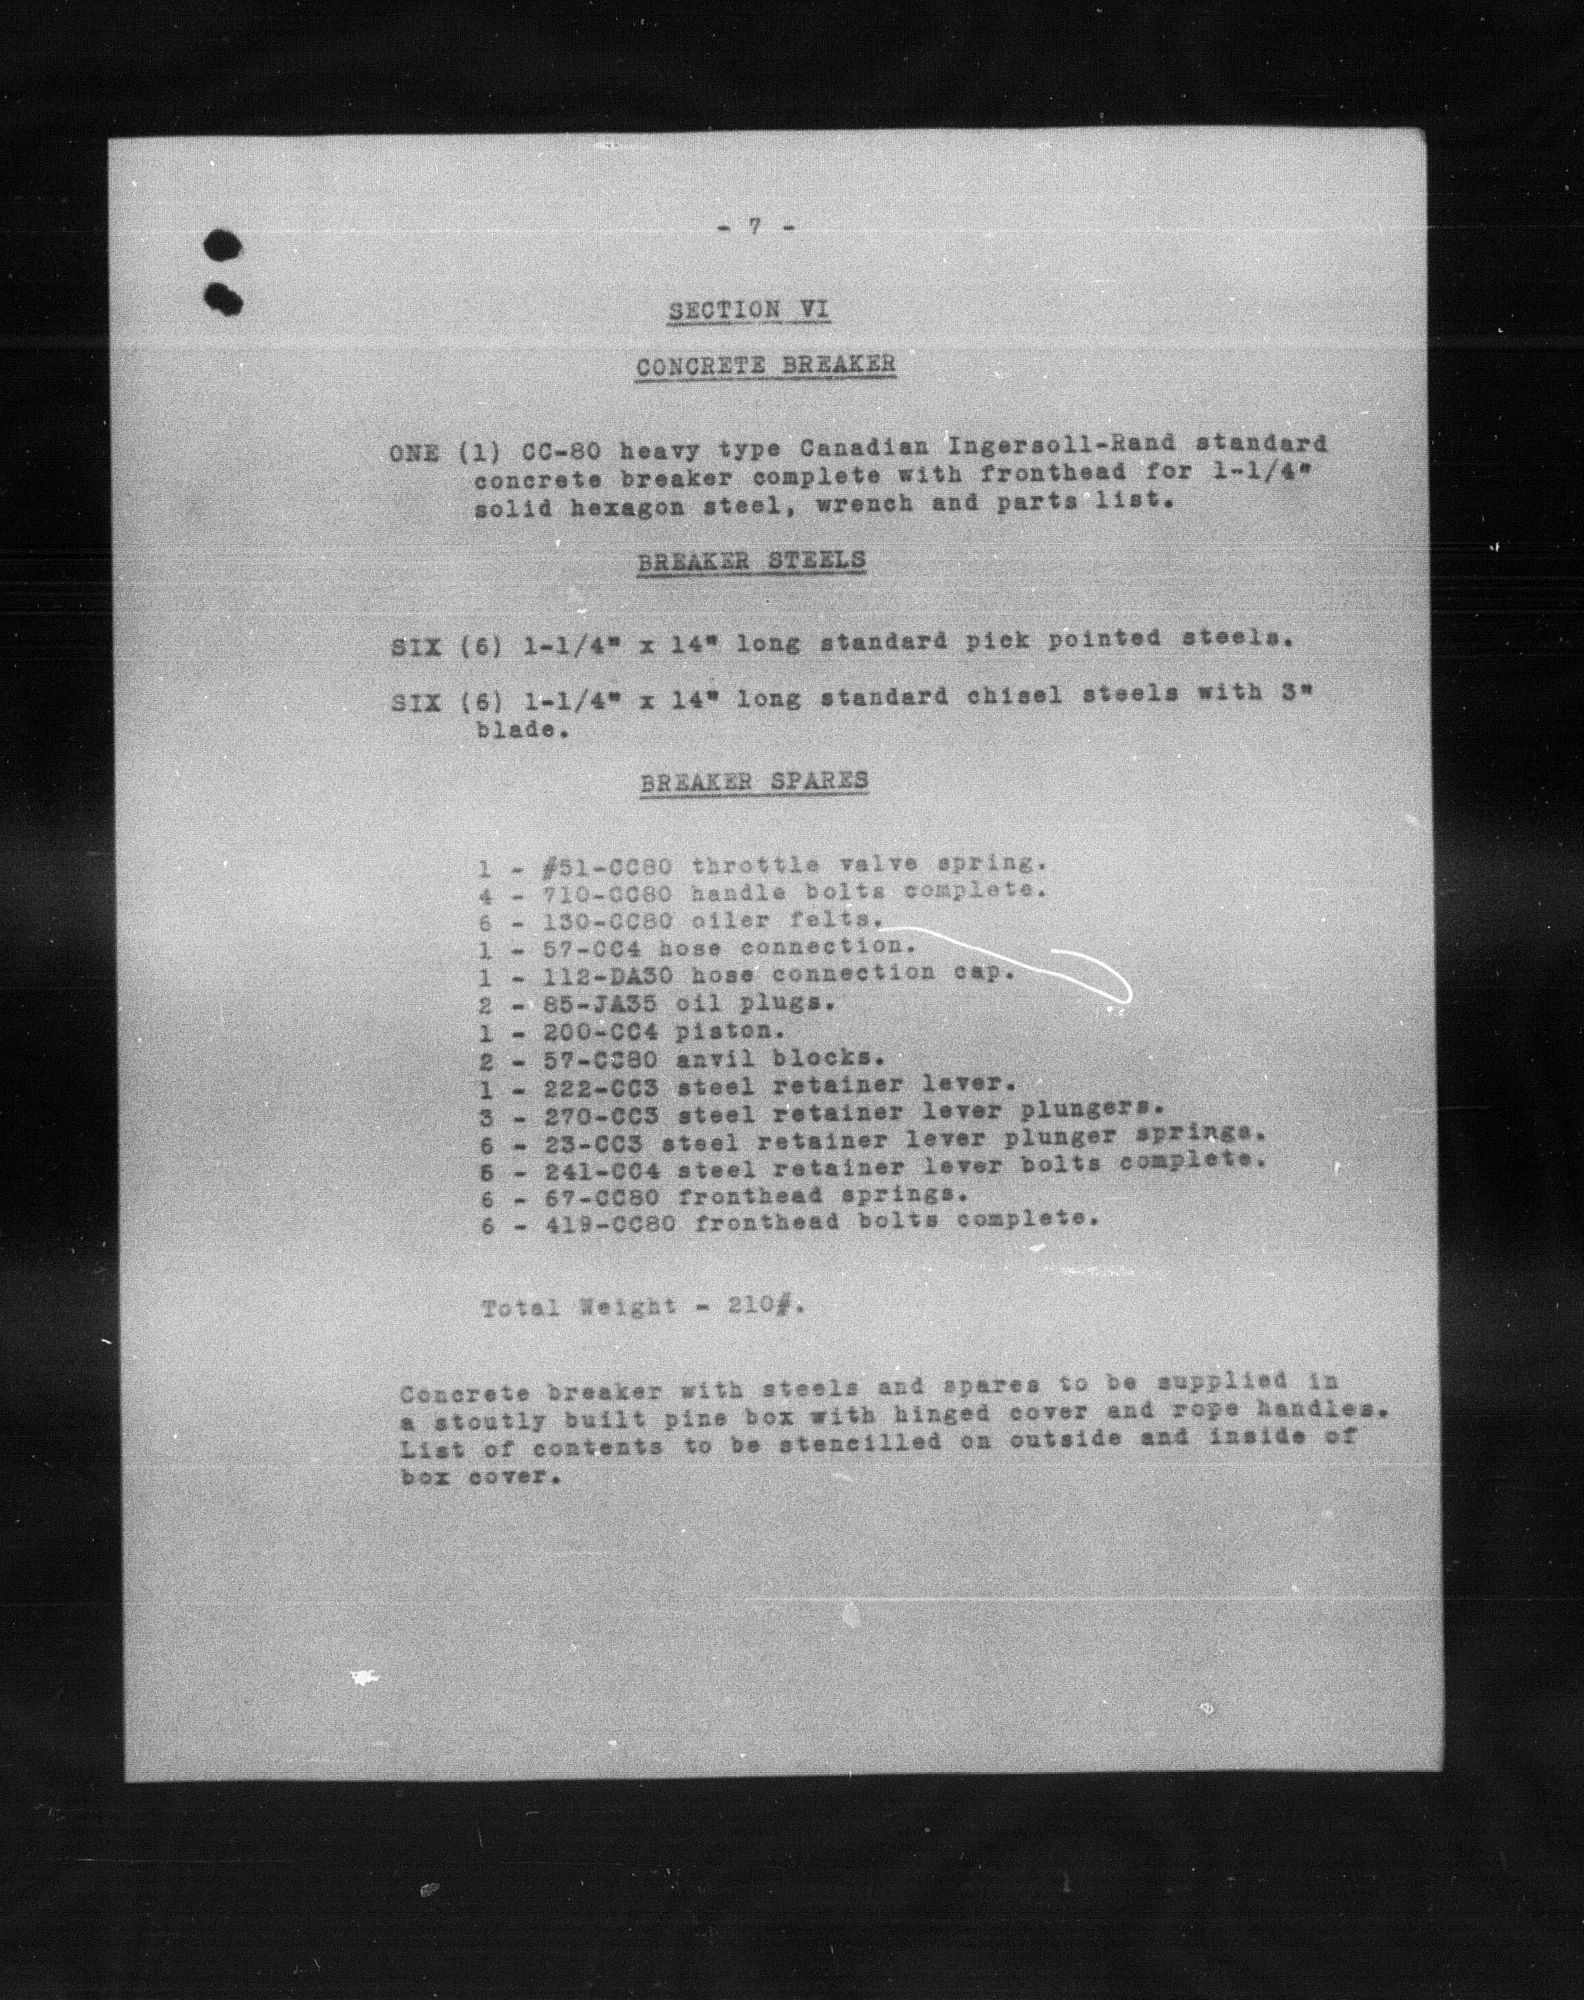 - 7 -
SECTION VI
CONCRETE BREAKER
ONE (1) CC-80 heavy type Canadian Ingersoll-Rand standard
concrete breaker complete with fronthead for 1-1/4"
solid hexagon steel, wrench and parts list.
BREAKER STEELS
SIX (6) 1-1/4" x 14" long standard pick pointed steels.
SIX (6) 1-1/4" x 14" long standard chisel steels with 3"
blade.
BREAKER SPARES
1 - #51-CC80 throttle valve spring.
4 - 710-CC80 handle bolts complete.
6 - 130-CC80 oiler felts.
1 - 57-CC4 hose connection.
1 - 112-DA30 hose connection cap.
2 - 85-JA35 oil plugs.
1 - 200-CC4 piston.
2 - 57-CC80 anvil blocks.
1 - 222-CC3 steel retainer lever.
3 - 270-CC3 steel retainer lever plungers.
6 - 23-CC3 steel retainer lever plunger springs.
6 - 241-CC4 steel retainer lever bolts complete.
6 - 67-CC80 fronthead springs.
6 - 419-CC80 fronthead bolts complete.
Total Weight - 210#.
Concrete breaker with steels and spares to be supplied in
a stoutly built pine box with hinged cover and rope handles.
List of contents to be stencilled on outside and inside of
box cover.